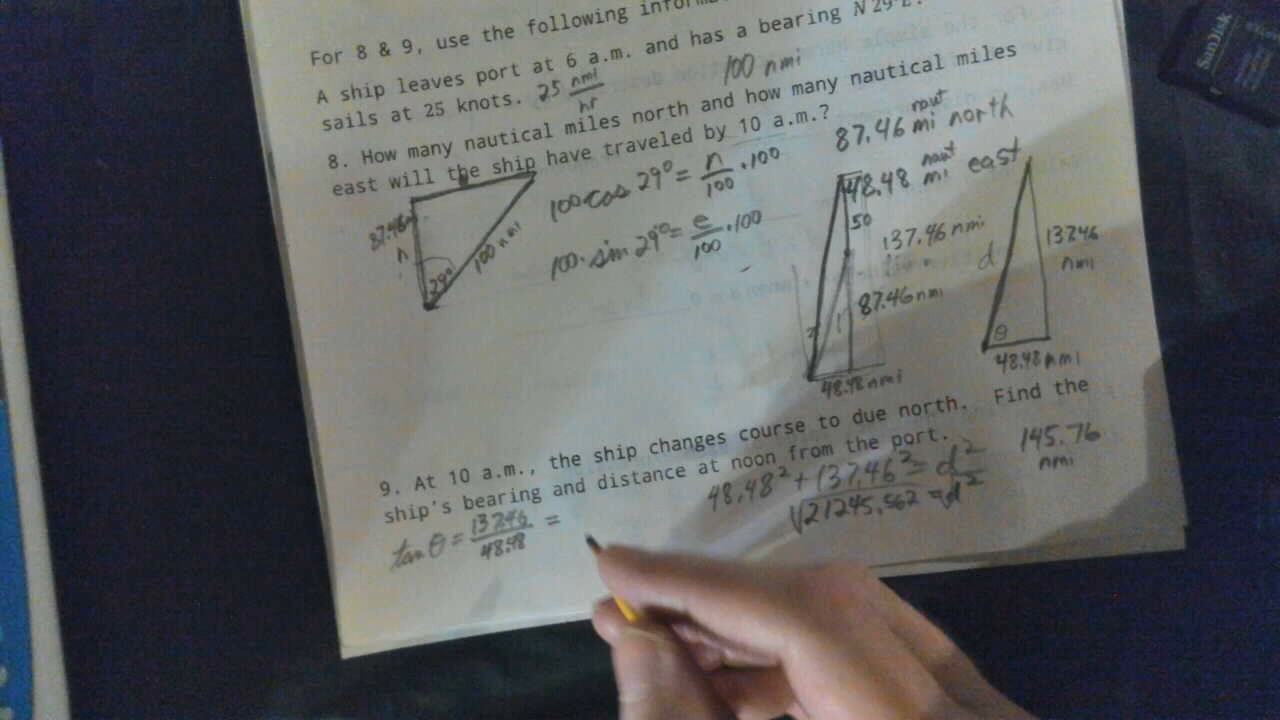 For 8 & 9, use the following
A ship leaves port at 6 a.m. and has a bearing N 29° E.
sails at 25 knots. 25 nmi/hr
100 nmi
8. How many nautical miles north and how many nautical miles
east will the ship have traveled by 10 a.m.?
87.46 naut mi north
48.48 naut mi east
100 cos 29° = n/100 · 100
100 · sin 29° = e/100 · 100
87.46
n
29°
100 nmi
50
137.46 nmi
87.46 nmi
48.48 nmi
d
137.46 nmi
θ
48.48 nmi
9. At 10 a.m., the ship changes course to due north. Find the
ship's bearing and distance at noon from the port.
145.76 nmi
48.48² + 137.46² = d²
√21245.562 = d²
tan θ = 137.46/48.48 =